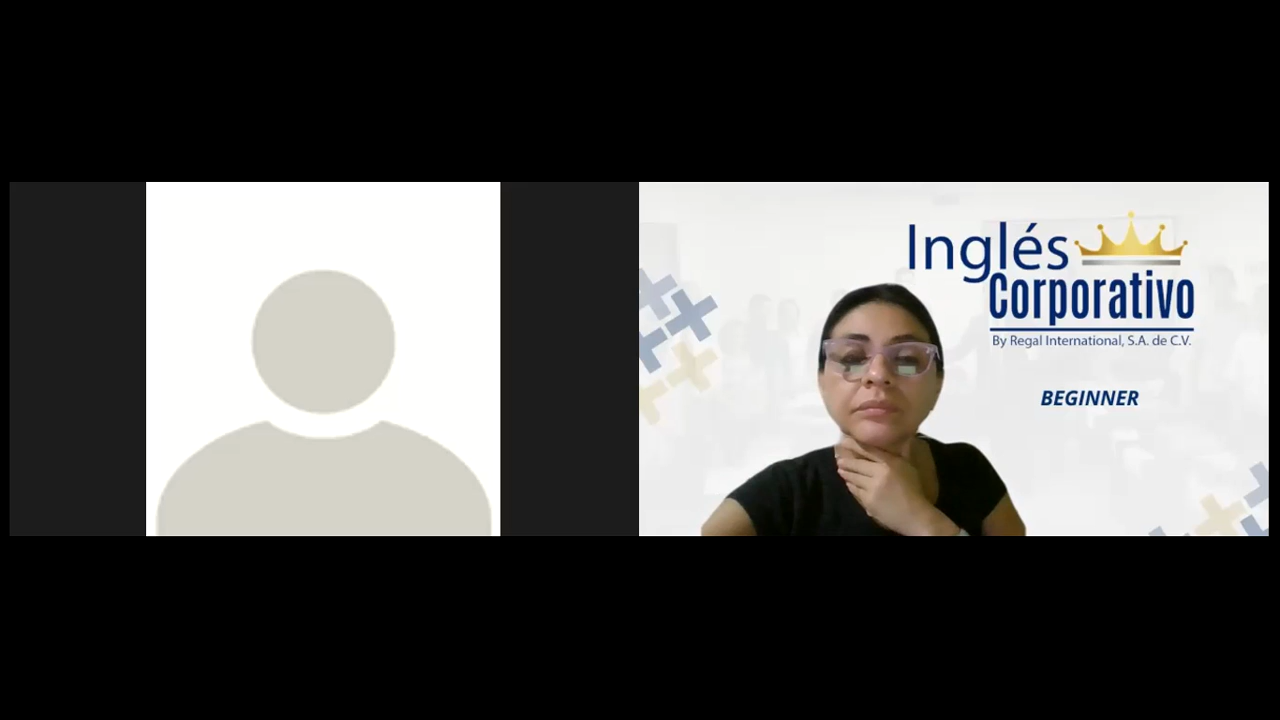 Inglés
Corporativo
By Regal International, S.A. de C.V.
BEGINNER